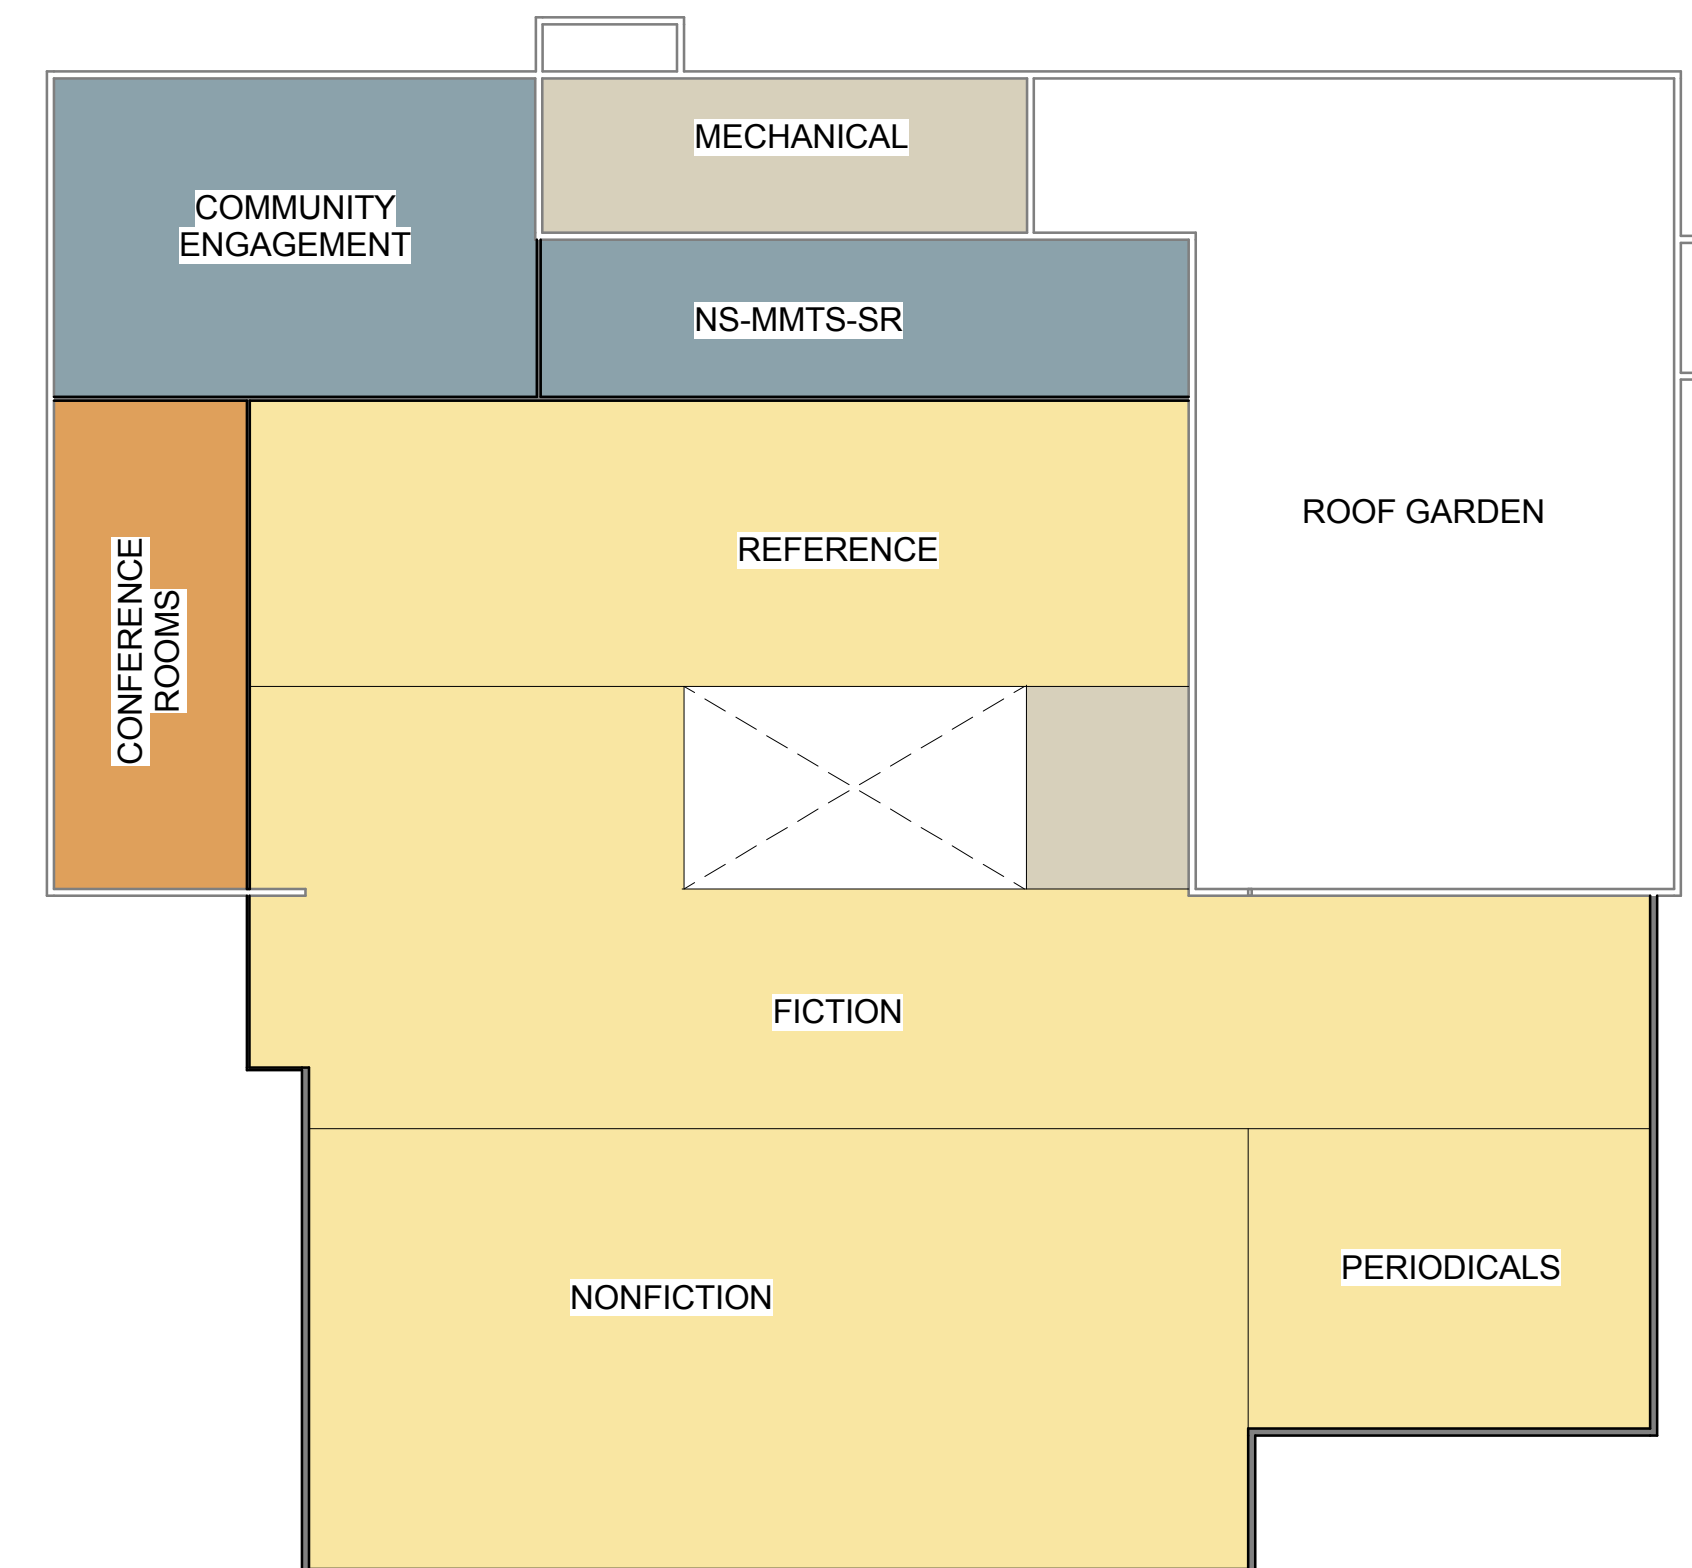 MECHANICAL
COMMUNITY
ENGAGEMENT
NS-MMTS-SR
ROOF GARDEN
REFERENCE
CONFERENCE
ROOMS
FICTION
PERIODICALS
NONFICTION